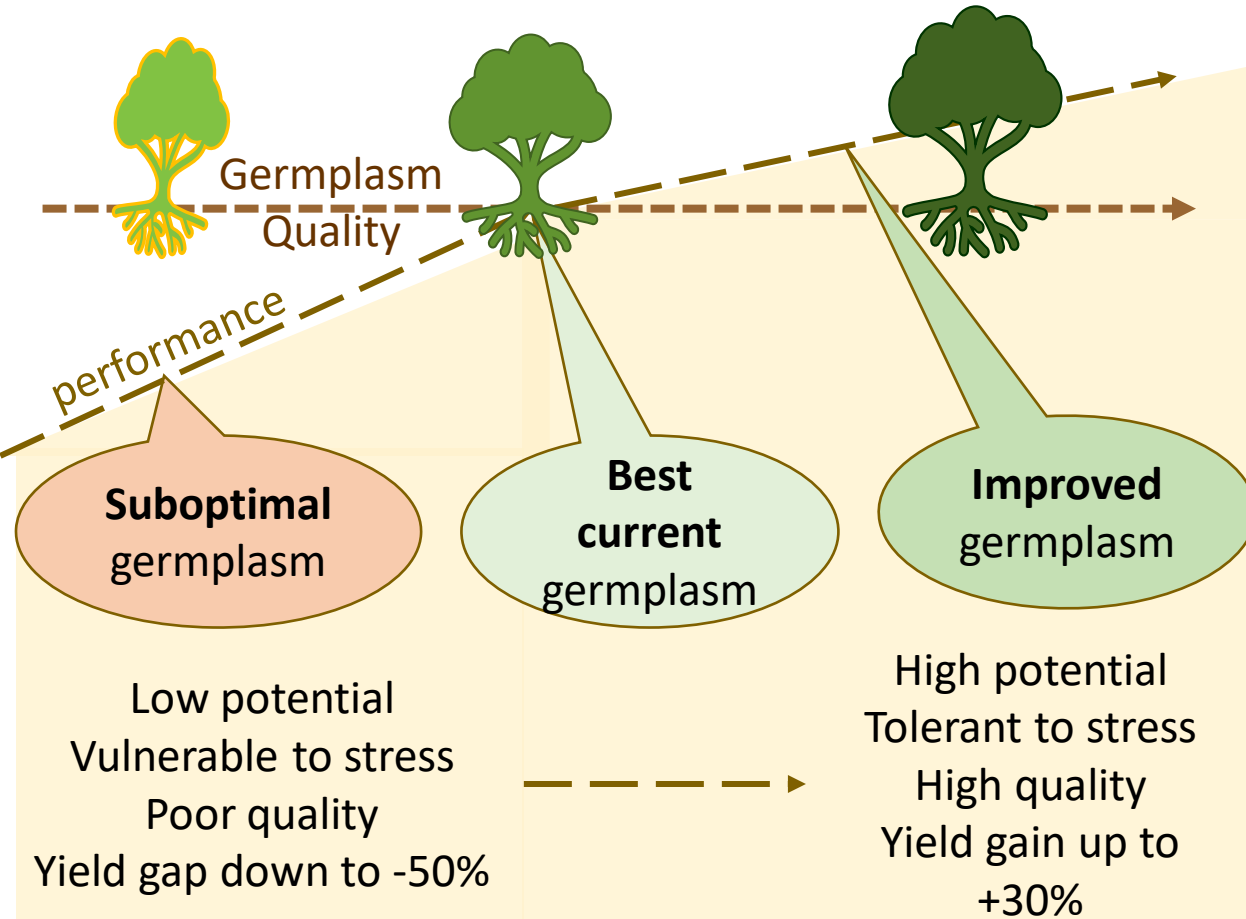 Germplasm
Quality
performance
Suboptimal
germplasm
Best
current
germplasm
Improved
germplasm
Low potential
Vulnerable to stress
Poor quality
Yield gap down to -50%
High potential
Tolerant to stress
High quality
Yield gain up to
+30%